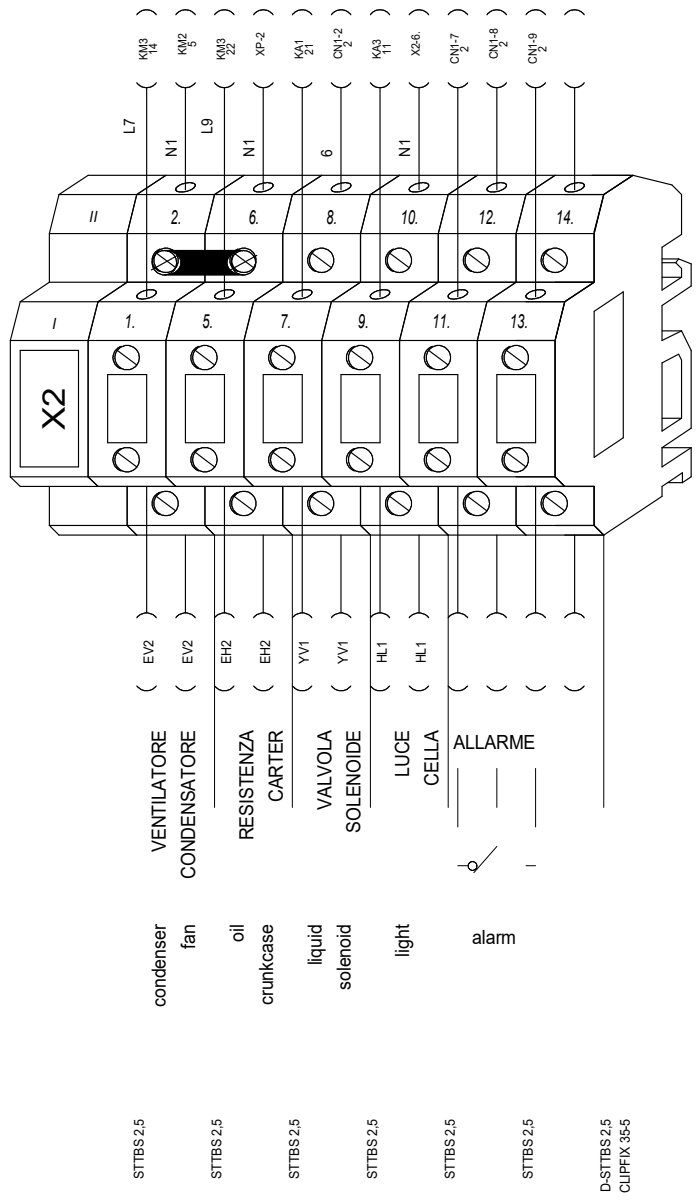 KM3
14
KM2
5
KM3
22
XP-2
KA1
21
CN1-2
2
KA3
11
X2-6.
CN1-7
2
CN1-8
2
CN1-9
2
L7
N1
L9
N1
6
N1
II
2.
6.
8.
10.
12.
14.
I
1.
5.
7.
9.
11.
13.
X2
EV2
EV2
EH2
EH2
YV1
YV1
HL1
HL1
VENTILATORE
CONDENSATORE
RESISTENZA
CARTER
VALVOLA
SOLENOIDE
LUCE
CELLA
ALLARME
condenser
fan
oil
crunkcase
liquid
solenoid
light
alarm
STTBS 2,5
STTBS 2,5
STTBS 2,5
STTBS 2,5
STTBS 2,5
STTBS 2,5
D-STTBS 2,5
CLIPFIX 35-5